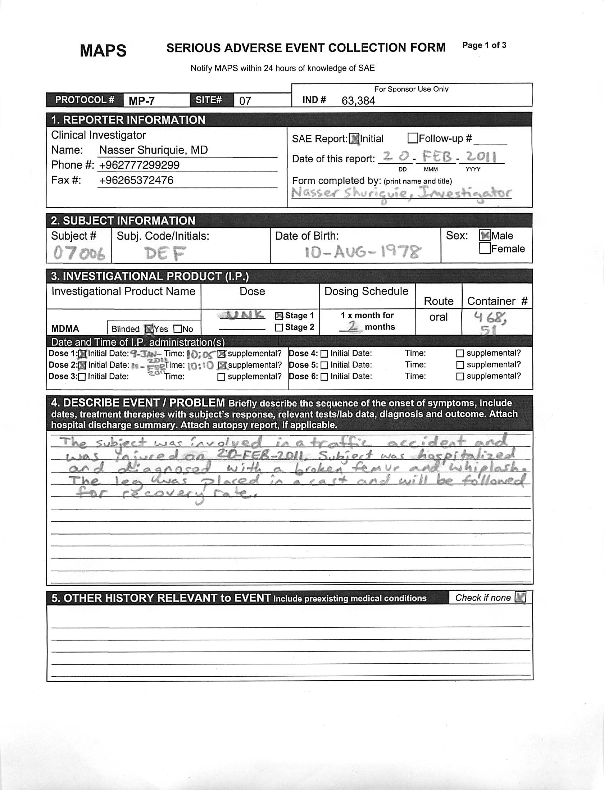 MAPS
SERIOUS ADVERSE EVENT COLLECTION FORM
Page 1 of 3
Notify MAPS within 24 hours of knowledge of SAE
For Sponsor Use Only
PROTOCOL # MP-7 SITE# 07 IND # 63,384
1. REPORTER INFORMATION
Clinical Investigator
Name: Nasser Shuriquie, MD
Phone #: +962777299299
Fax #: +96265372476
SAE Report: Initial Follow-up #
Date of this report: 20-FEB-2011
DD MMM YYYY
Form completed by: (print name and title)
Nasser Shuriquie, Investigator
2. SUBJECT INFORMATION
Subject # Subj. Code/Initials: Date of Birth: Sex: Male
07006 DEF 10-AUG-1978 Female
3. INVESTIGATIONAL PRODUCT (I.P.)
Investigational Product Name Dose Dosing Schedule Route Container #
MDMA Blinded Yes No
UNK Stage 1
Stage 2
1 x month for
2 months
oral
468,
51
Date and Time of I.P. administration(s)
Dose 1: Initial Date: 9-JAN-2011 Time: 10:05 supplemental? Dose 4: Initial Date: Time: supplemental?
Dose 2: Initial Date: FEB Time: 10:10 supplemental? Dose 5: Initial Date: Time: supplemental?
Dose 3: Initial Date: Time: supplemental? Dose 6: Initial Date: Time: supplemental?
4. DESCRIBE EVENT / PROBLEM Briefly describe the sequence of the onset of symptoms, include
dates, treatment therapies with subject's response, relevant tests/lab data, diagnosis and outcome. Attach
hospital discharge summary. Attach autopsy report, if applicable.
The subject was involved in a traffic accident and
was injured on 20-FEB-2011. Subject was hospitalized
and diagnosed with a broken femur and whiplash.
The leg was placed in a cast and will be followed
for recovery rate.
5. OTHER HISTORY RELEVANT to EVENT Include preexisting medical conditions Check if none